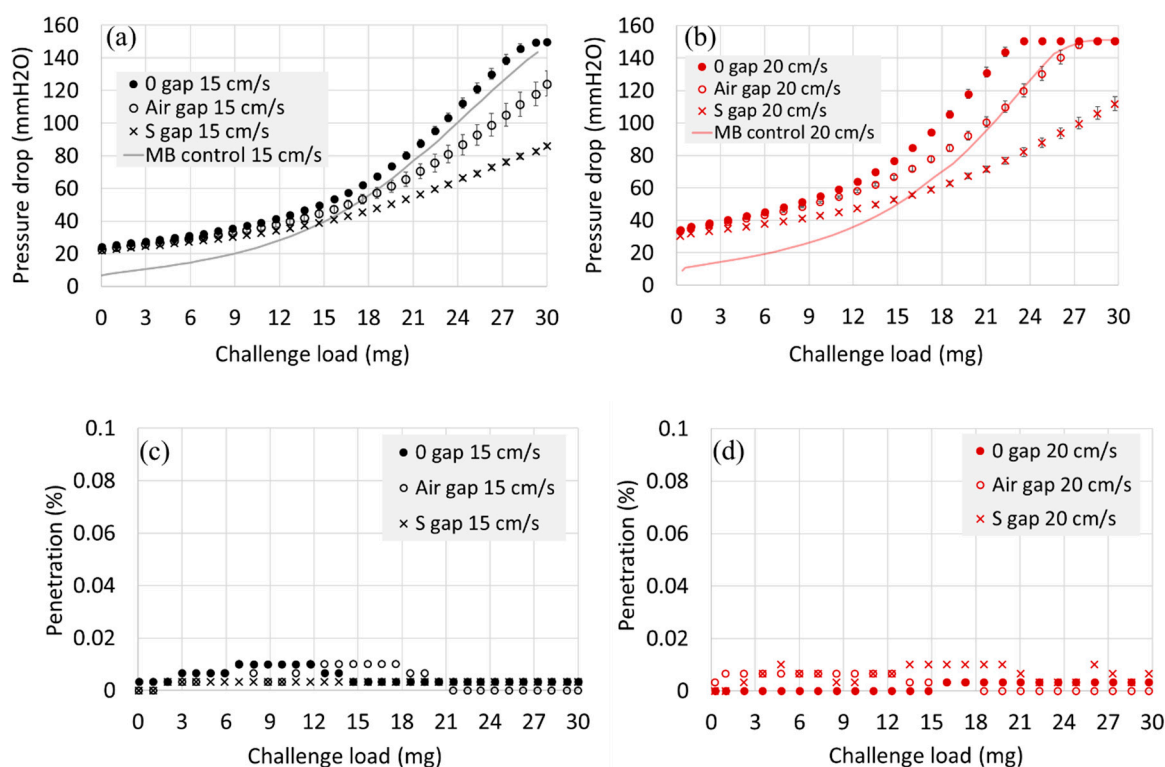 (a)
Pressure drop (mmH2O)
160
140
120
100
80
60
40
20
0
0 gap 15 cm/s
Air gap 15 cm/s
S gap 15 cm/s
MB control 15 cm/s
0 3 6 9 12 15 18 21 24 27 30
Challenge load (mg)
(b)
Pressure drop (mmH2O)
160
140
120
100
80
60
40
20
0
0 gap 20 cm/s
Air gap 20 cm/s
S gap 20 cm/s
MB control 20 cm/s
0 3 6 9 12 15 18 21 24 27 30
Challenge load (mg)
(c)
Penetration (%)
0.1
0.08
0.06
0.04
0.02
0
0 gap 15 cm/s
Air gap 15 cm/s
S gap 15 cm/s
0 3 6 9 12 15 18 21 24 27 30
Challenge load (mg)
(d)
Penetration (%)
0.1
0.08
0.06
0.04
0.02
0
0 gap 20 cm/s
Air gap 20 cm/s
S gap 20 cm/s
0 3 6 9 12 15 18 21 24 27 30
Challenge load (mg)